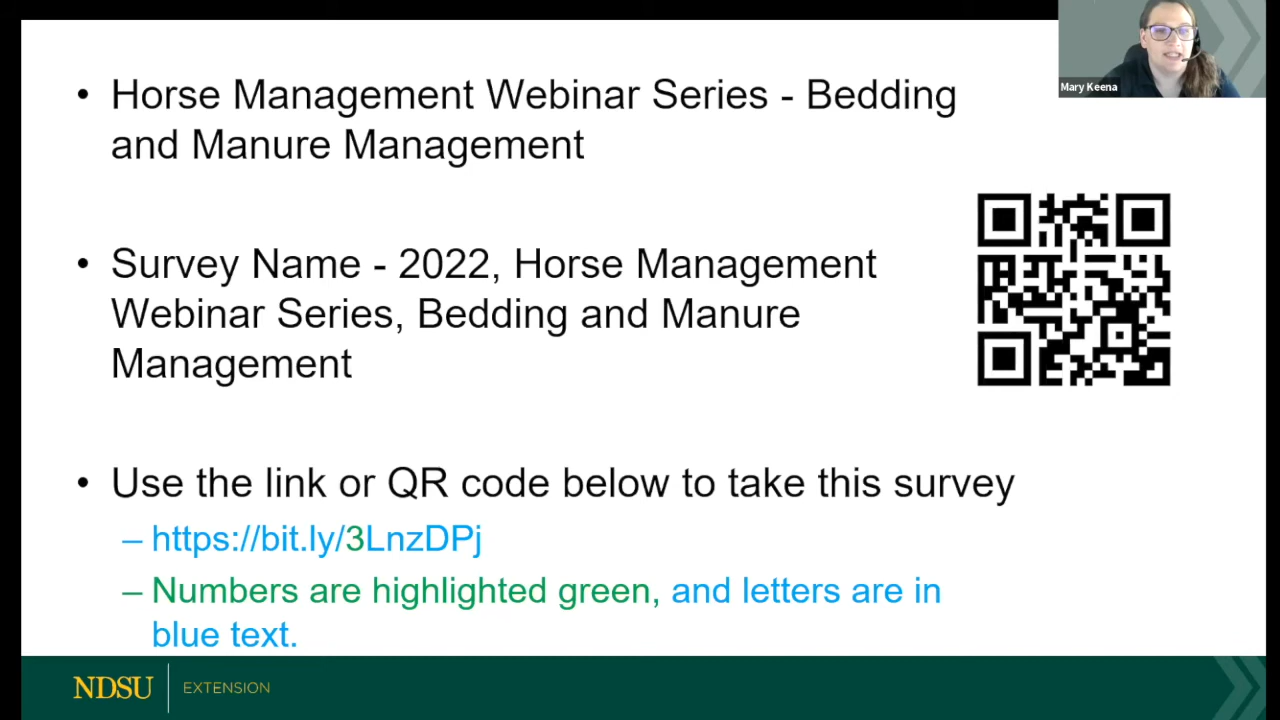 Mary Keena
• Horse Management Webinar Series - Bedding
and Manure Management
• Survey Name - 2022, Horse Management
Webinar Series, Bedding and Manure
Management
• Use the link or QR code below to take this survey
– https://bit.ly/3LnzDPj
– Numbers are highlighted green, and letters are in
blue text.
NDSU EXTENSION